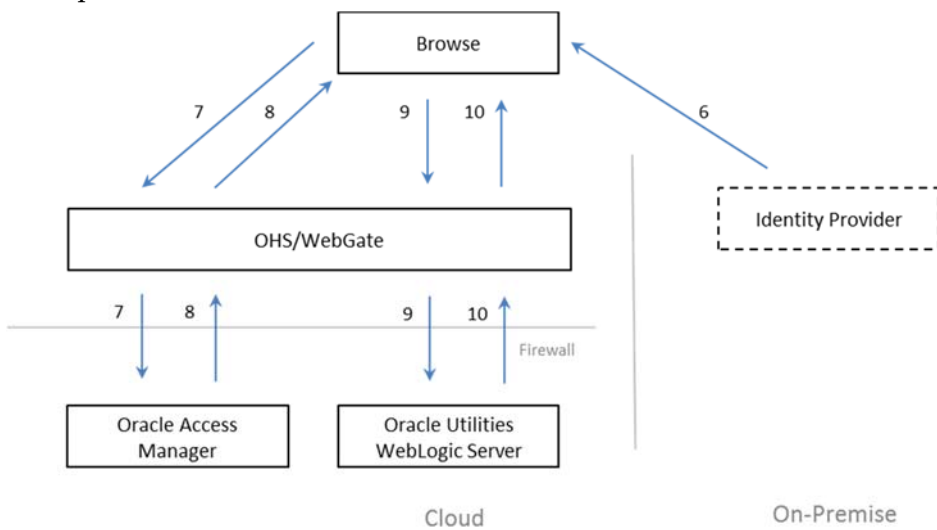 Browse
7
8
9
10
6
OHS/WebGate
Identity Provider
7
8
9
10
Firewall
Oracle Access
Manager
Oracle Utilities
WebLogic Server
Cloud
On-Premise